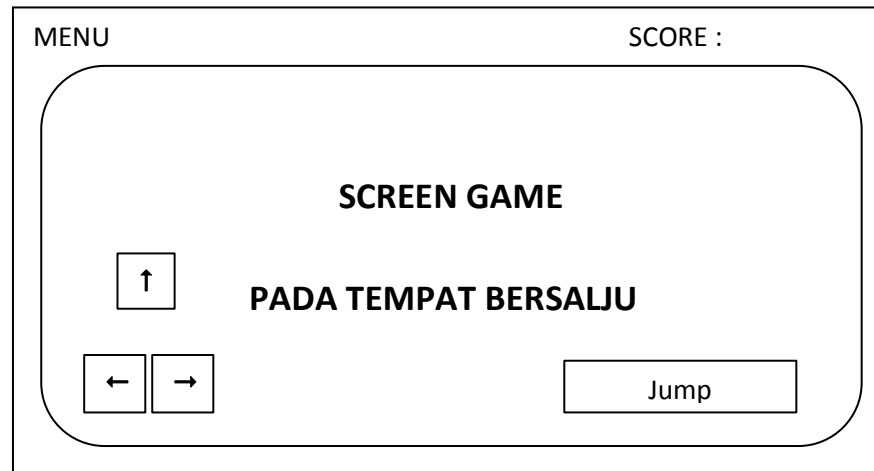 MENU SCORE :
SCREEN GAME
↑
PADA TEMPAT BERSALJU
← →
Jump